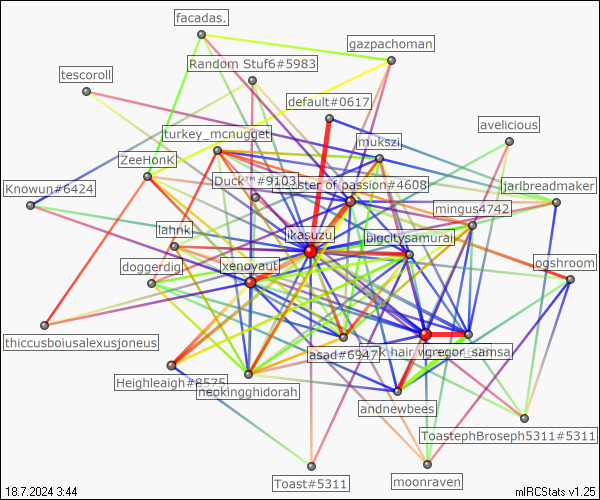 facadas.
gazpachoman
Random Stuf6#5983
tescoroll
default#0617
avelicious
turkey_mcnugget
mukszi
ZeeHonK
Duck™#9103
ster of passion#4608
Knowun#6424
jarlbreadmaker
mingus4742
lahnk
ikasuzu
bigcitysamurai
doggerdig
xenoyaut
ogshroom
thiccusboiusalexusjoneus
asad#6947
k hair
gregor_samsa
Heighleaigh#8575
neokingghidorah
andnewbees
ToastephBroseph5311#5311
Toast#5311
moonraven
18.7.2024 3:44
mIRCStats v1.25